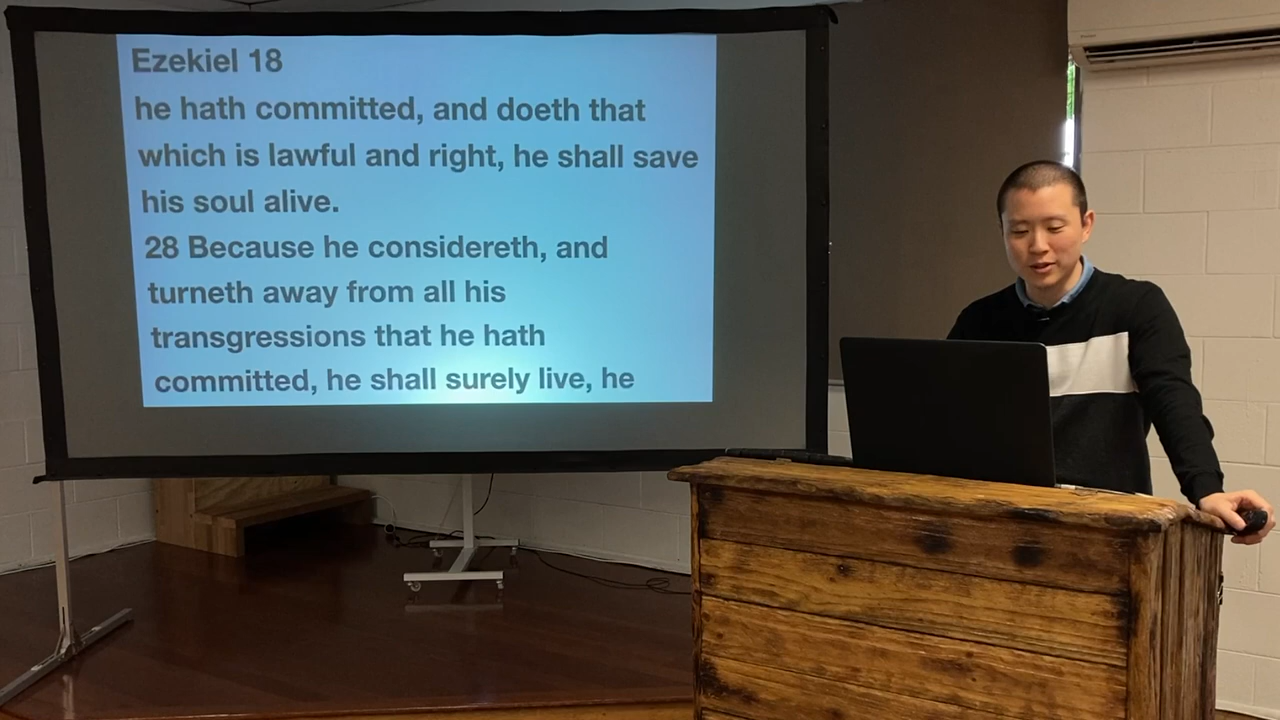 Ezekiel 18
he hath committed, and doeth that
which is lawful and right, he shall save
his soul alive.
28 Because he considereth, and
turneth away from all his
transgressions that he hath
committed, he shall surely live, he